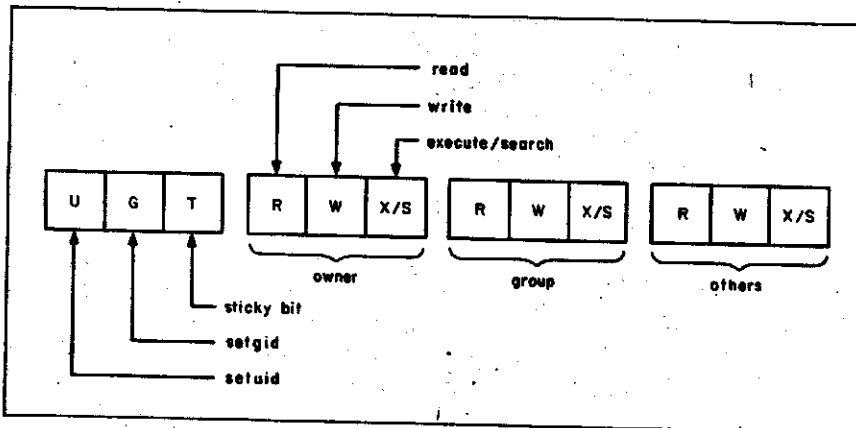 read
write
execute/search
U G T R W X/S R W X/S R W X/S
owner group others
sticky bit
setgid
setuid